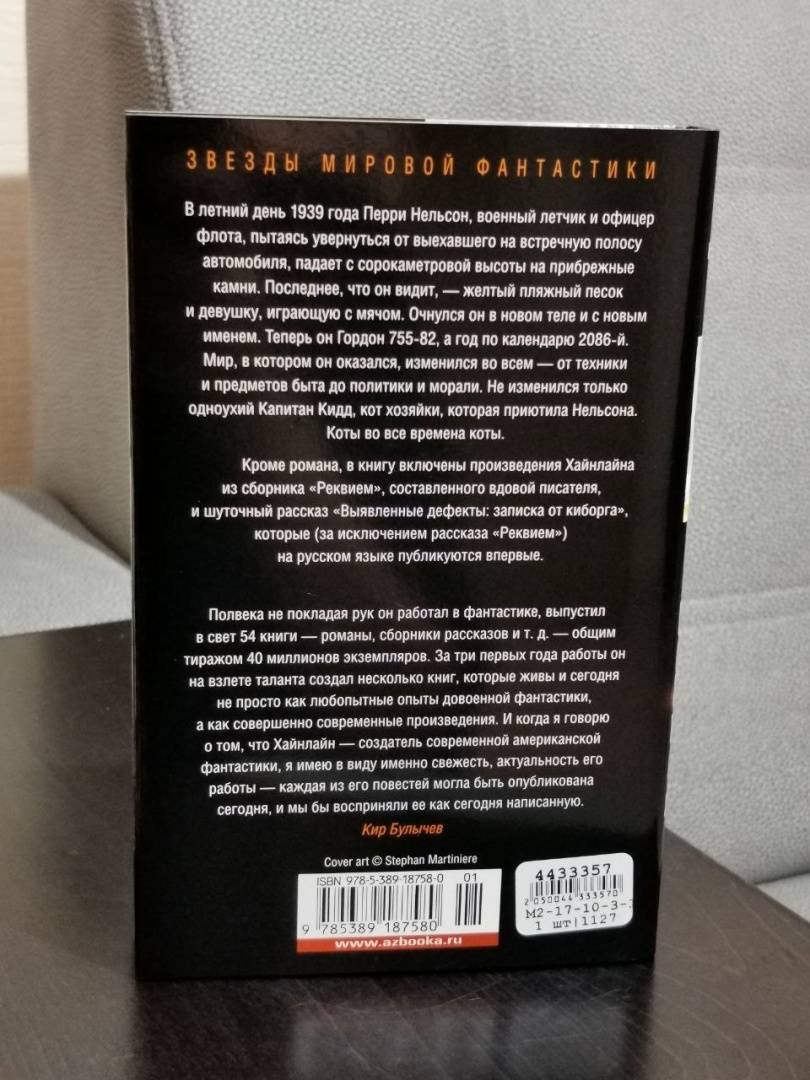 ЗВЕЗДЫ МИРОВОЙ ФАНТАСТИКИ
В летний день 1939 года Перри Нельсон, военный летчик и офицер
флота, пытаясь увернуться от выехавшего на встречную полосу
автомобиля, падает с сорокаметровой высоты на прибрежные
камни. Последнее, что он видит, — желтый пляжный песок
и девушку, играющую с мячом. Очнулся он в новом теле и с новым
именем. Теперь он Гордон 755-82, а год по календарю 2086-й.
Мир, в котором он оказался, изменился во всем — от техники
и предметов быта до политики и морали. Не изменился только
одноухий Капитан Кидд, кот хозяйки, которая приютила Нельсона.
Коты во все времена коты.
Кроме романа, в книгу включены произведения Хайнлайна
из сборника «Реквием», составленного вдовой писателя,
и шуточный рассказ «Выявленные дефекты: записка от киборга»,
которые (за исключением рассказа «Реквием»)
на русском языке публикуются впервые.
Полвека не покладая рук он работал в фантастике, выпустил
в свет 54 книги — романы, сборники рассказов и т. д. — общим
тиражом 40 миллионов экземпляров. За три первых года работы он
на взлете таланта создал несколько книг, которые живы и сегодня
не просто как любопытные опыты довоенной фантастики,
а как совершенно современные произведения. И когда я говорю
о том, что Хайнлайн — создатель современной американской
фантастики, я имею в виду именно свежесть, актуальность его
работы — каждая из его повестей могла быть опубликована
сегодня, и мы бы восприняли ее как сегодня написанную.
Кир Булычев
Cover art © Stephan Martiniere
ISBN 978-5-389-18758-0 01
9 785389 187580
www.azbooka.ru
4433357
2 050044 333570
М2-17-10-3-
1 шт|1127